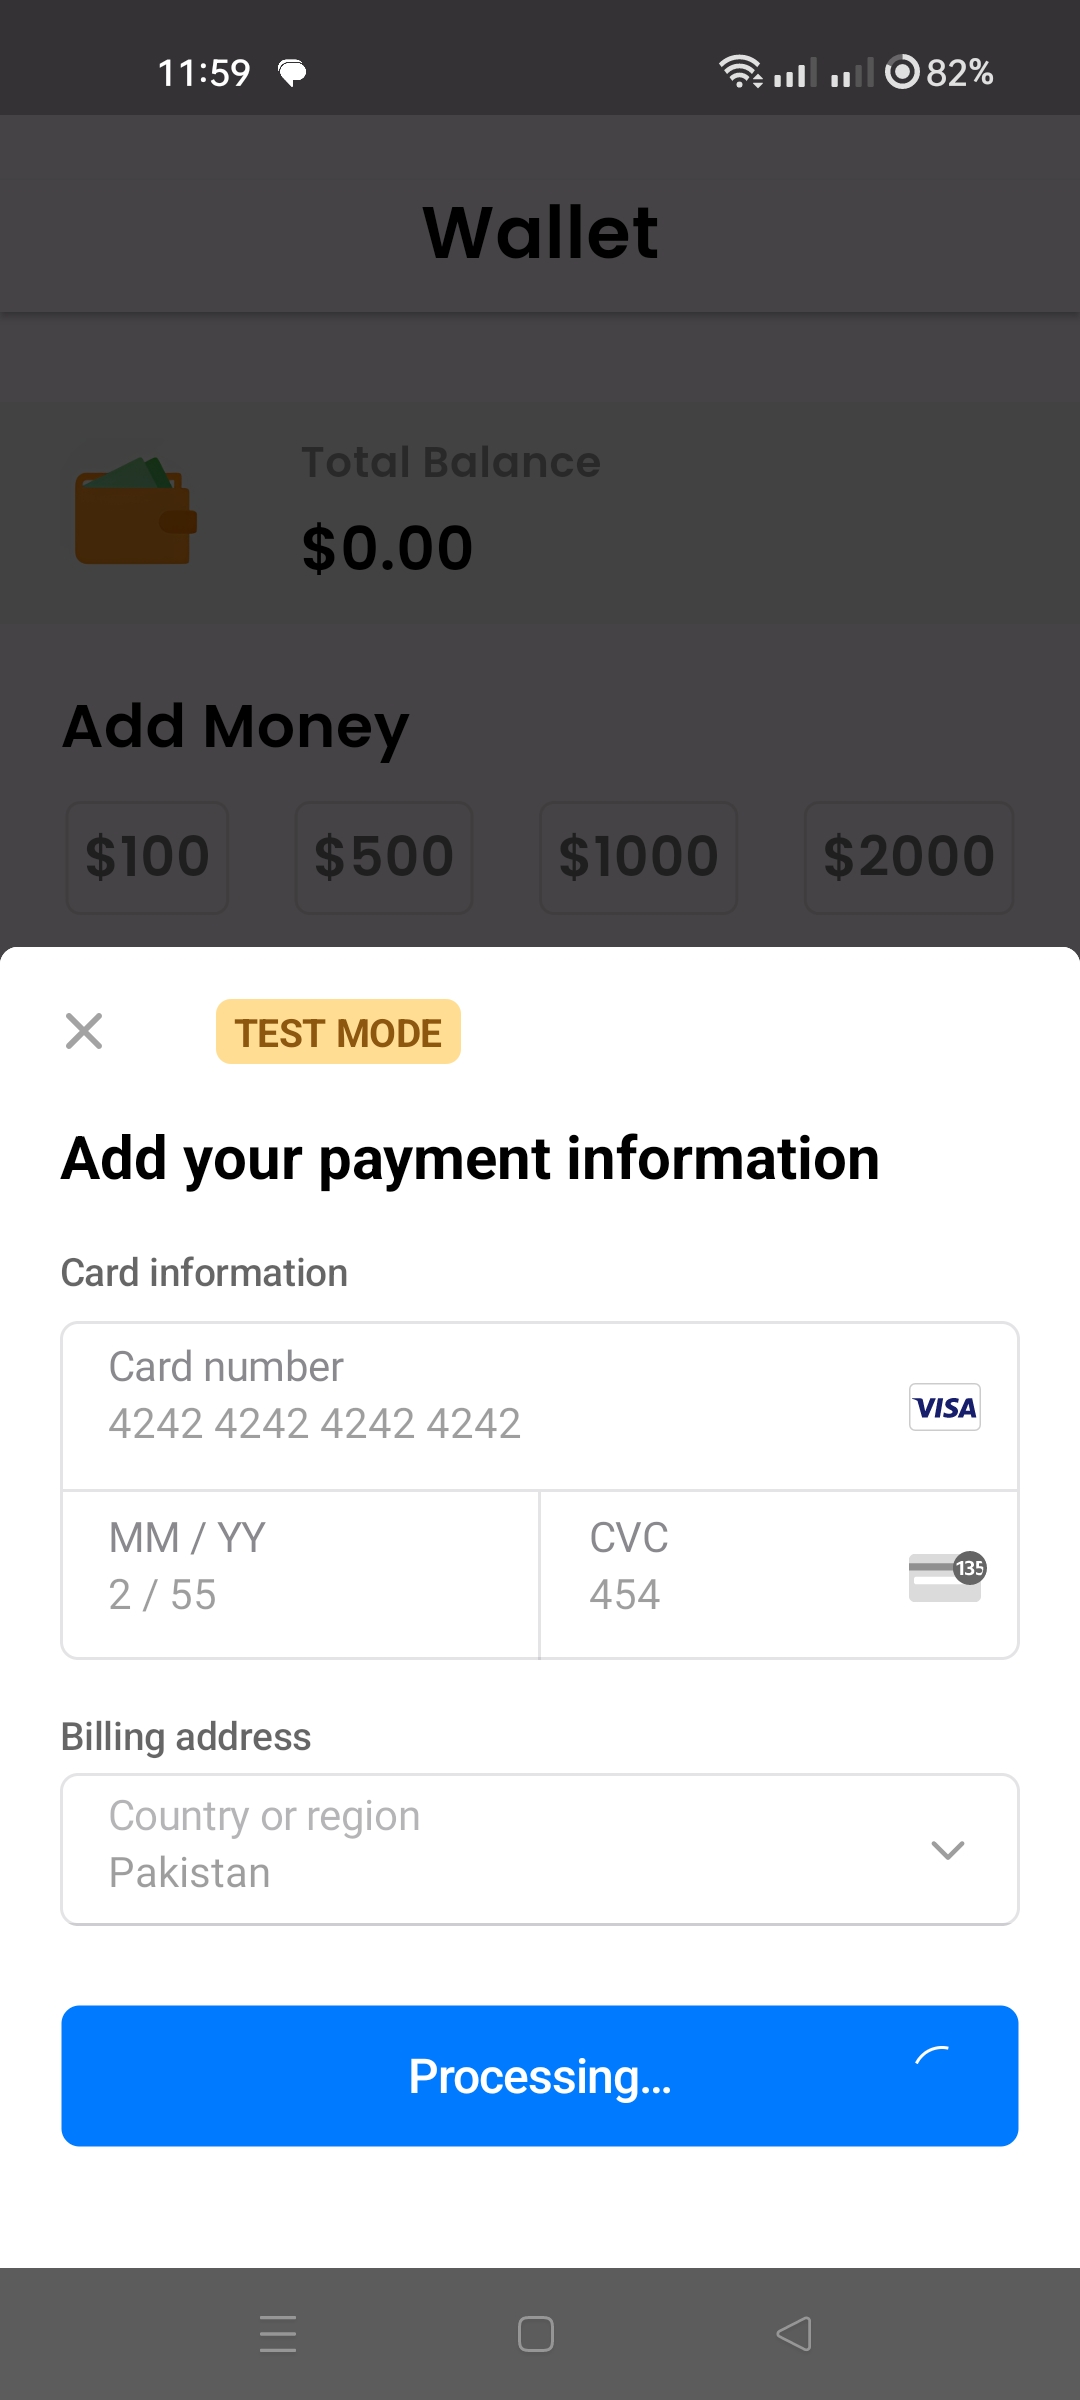 11:59
82%
Wallet
Total Balance
$0.00
Add Money
$100 $500 $1000 $2000
TEST MODE
Add your payment information
Card information
Card number
4242 4242 4242 4242
VISA
MM / YY
2 / 55
CVC
454
135
Billing address
Country or region
Pakistan
Processing...